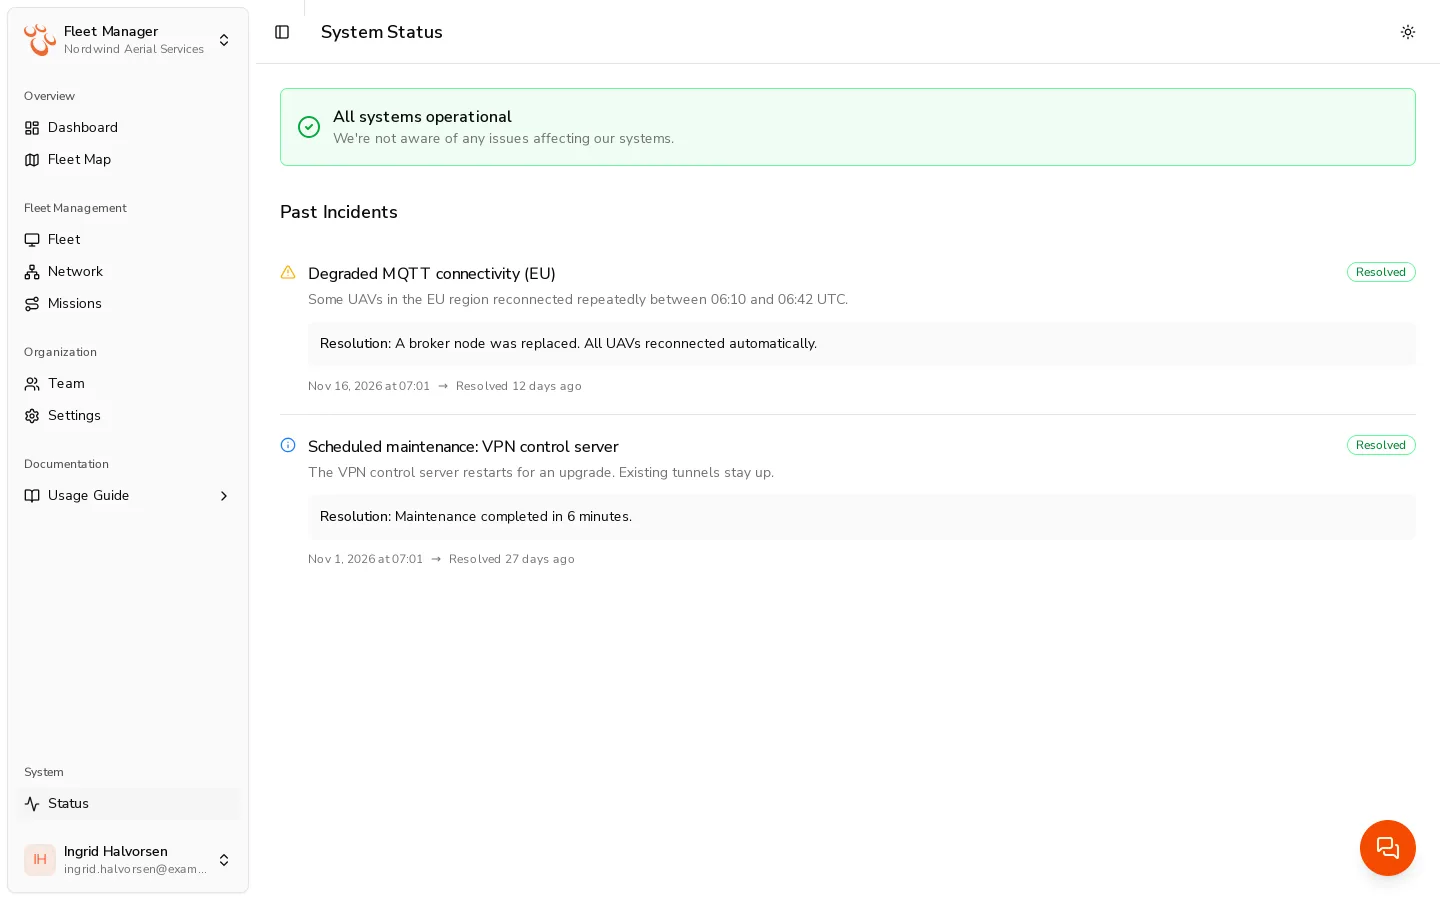 Fleet Manager
Nordwind Aerial Services
Overview
Dashboard
Fleet Map
Fleet Management
Fleet
Network
Missions
Organization
Team
Settings
Documentation
Usage Guide
System
Status
IH
Ingrid Halvorsen
ingrid.halvorsen@exam...
System Status
All systems operational
We're not aware of any issues affecting our systems.
Past Incidents
Degraded MQTT connectivity (EU)
Resolved
Some UAVs in the EU region reconnected repeatedly between 06:10 and 06:42 UTC.
Resolution: A broker node was replaced. All UAVs reconnected automatically.
Nov 16, 2026 at 07:01 → Resolved 12 days ago
Scheduled maintenance: VPN control server
Resolved
The VPN control server restarts for an upgrade. Existing tunnels stay up.
Resolution: Maintenance completed in 6 minutes.
Nov 1, 2026 at 07:01 → Resolved 27 days ago